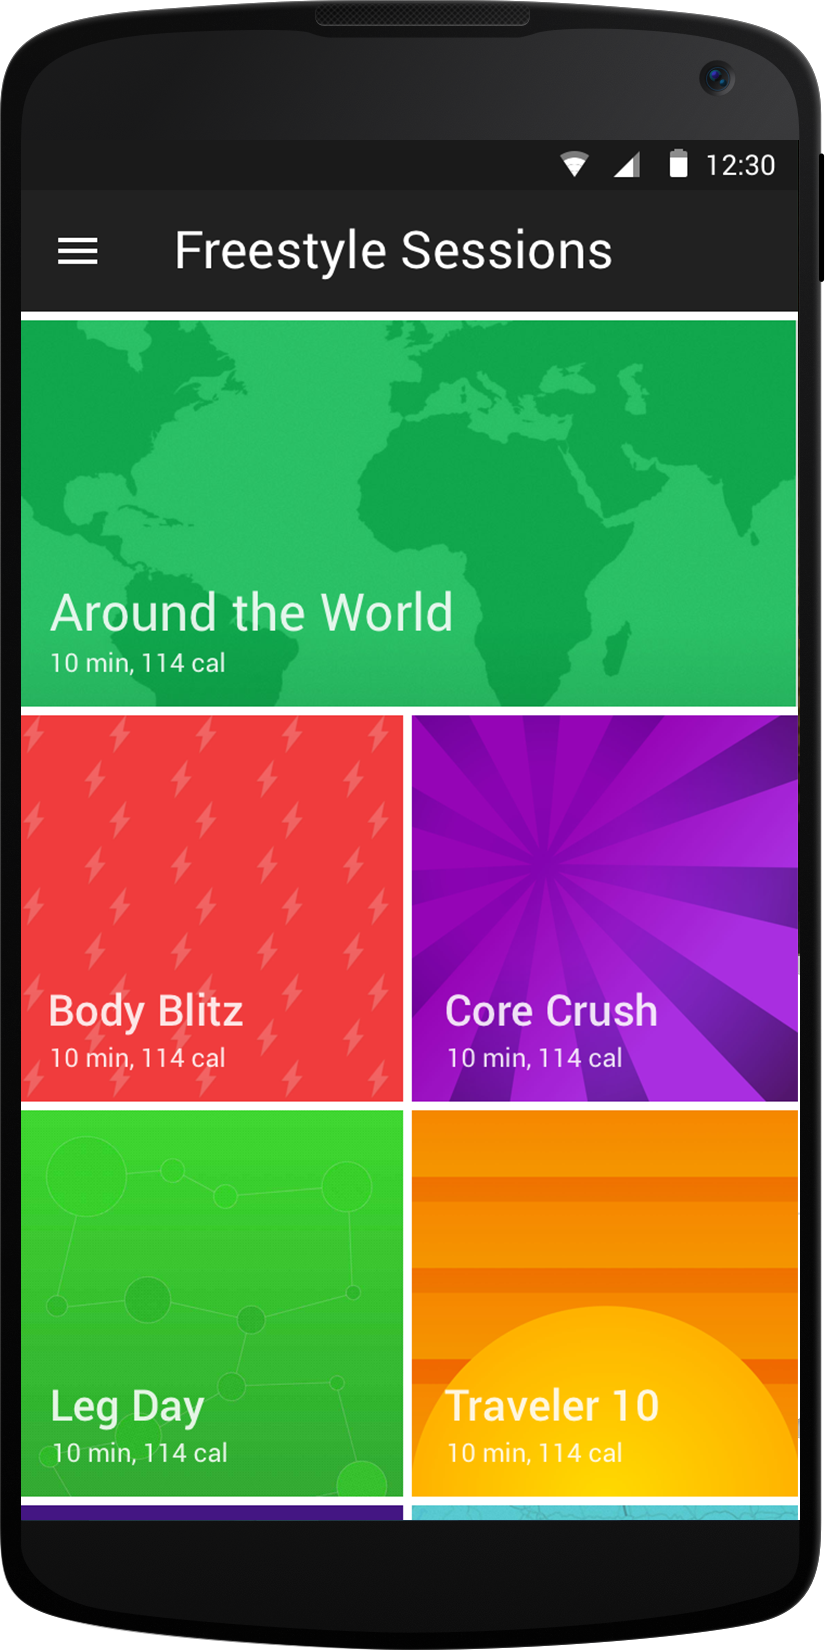 12:30
Freestyle Sessions
Around the World
10 min, 114 cal
Body Blitz
10 min, 114 cal
Core Crush
10 min, 114 cal
Leg Day
10 min, 114 cal
Traveler 10
10 min, 114 cal